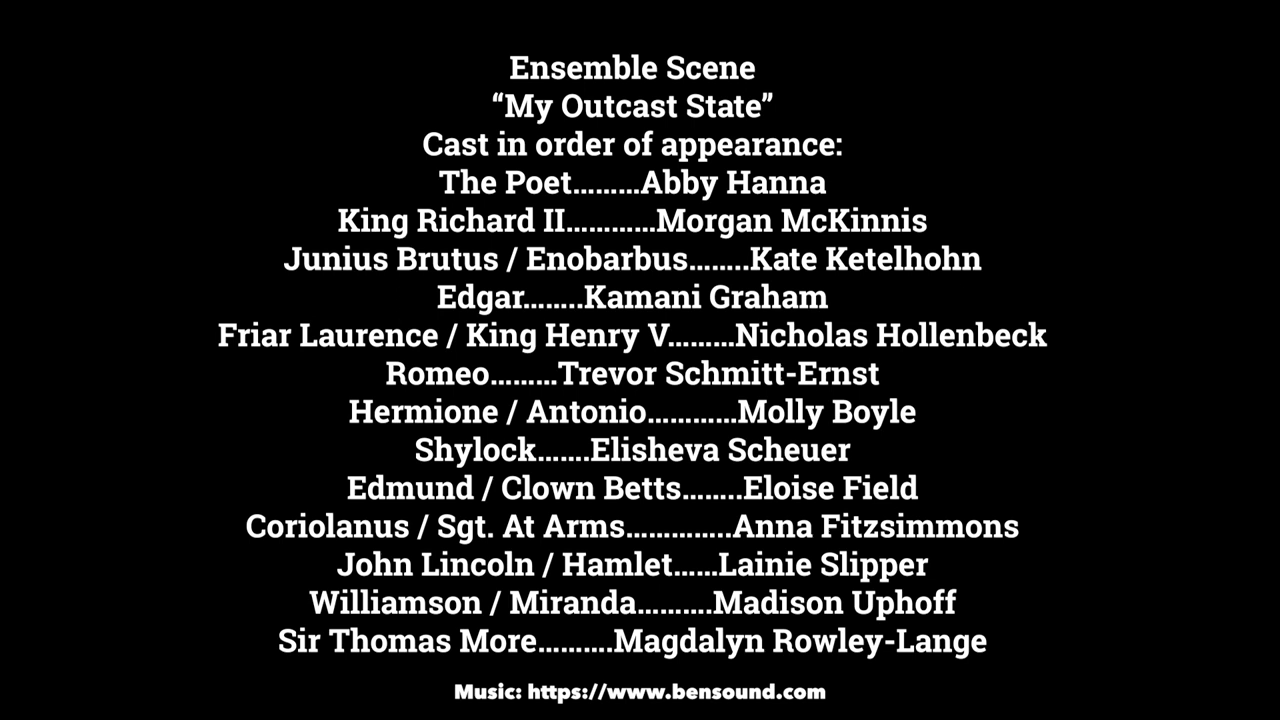 Ensemble Scene
“My Outcast State”
Cast in order of appearance:
The Poet.........Abby Hanna
King Richard II............Morgan McKinnis
Junius Brutus / Enobarbus........Kate Ketelhohn
Edgar........Kamani Graham
Friar Laurence / King Henry V.........Nicholas Hollenbeck
Romeo.........Trevor Schmitt-Ernst
Hermione / Antonio............Molly Boyle
Shylock.......Elisheva Scheuer
Edmund / Clown Betts........Eloise Field
Coriolanus / Sgt. At Arms..............Anna Fitzsimmons
John Lincoln / Hamlet......Lainie Slipper
Williamson / Miranda..........Madison Uphoff
Sir Thomas More..........Magdalyn Rowley-Lange
Music: https://www.bensound.com